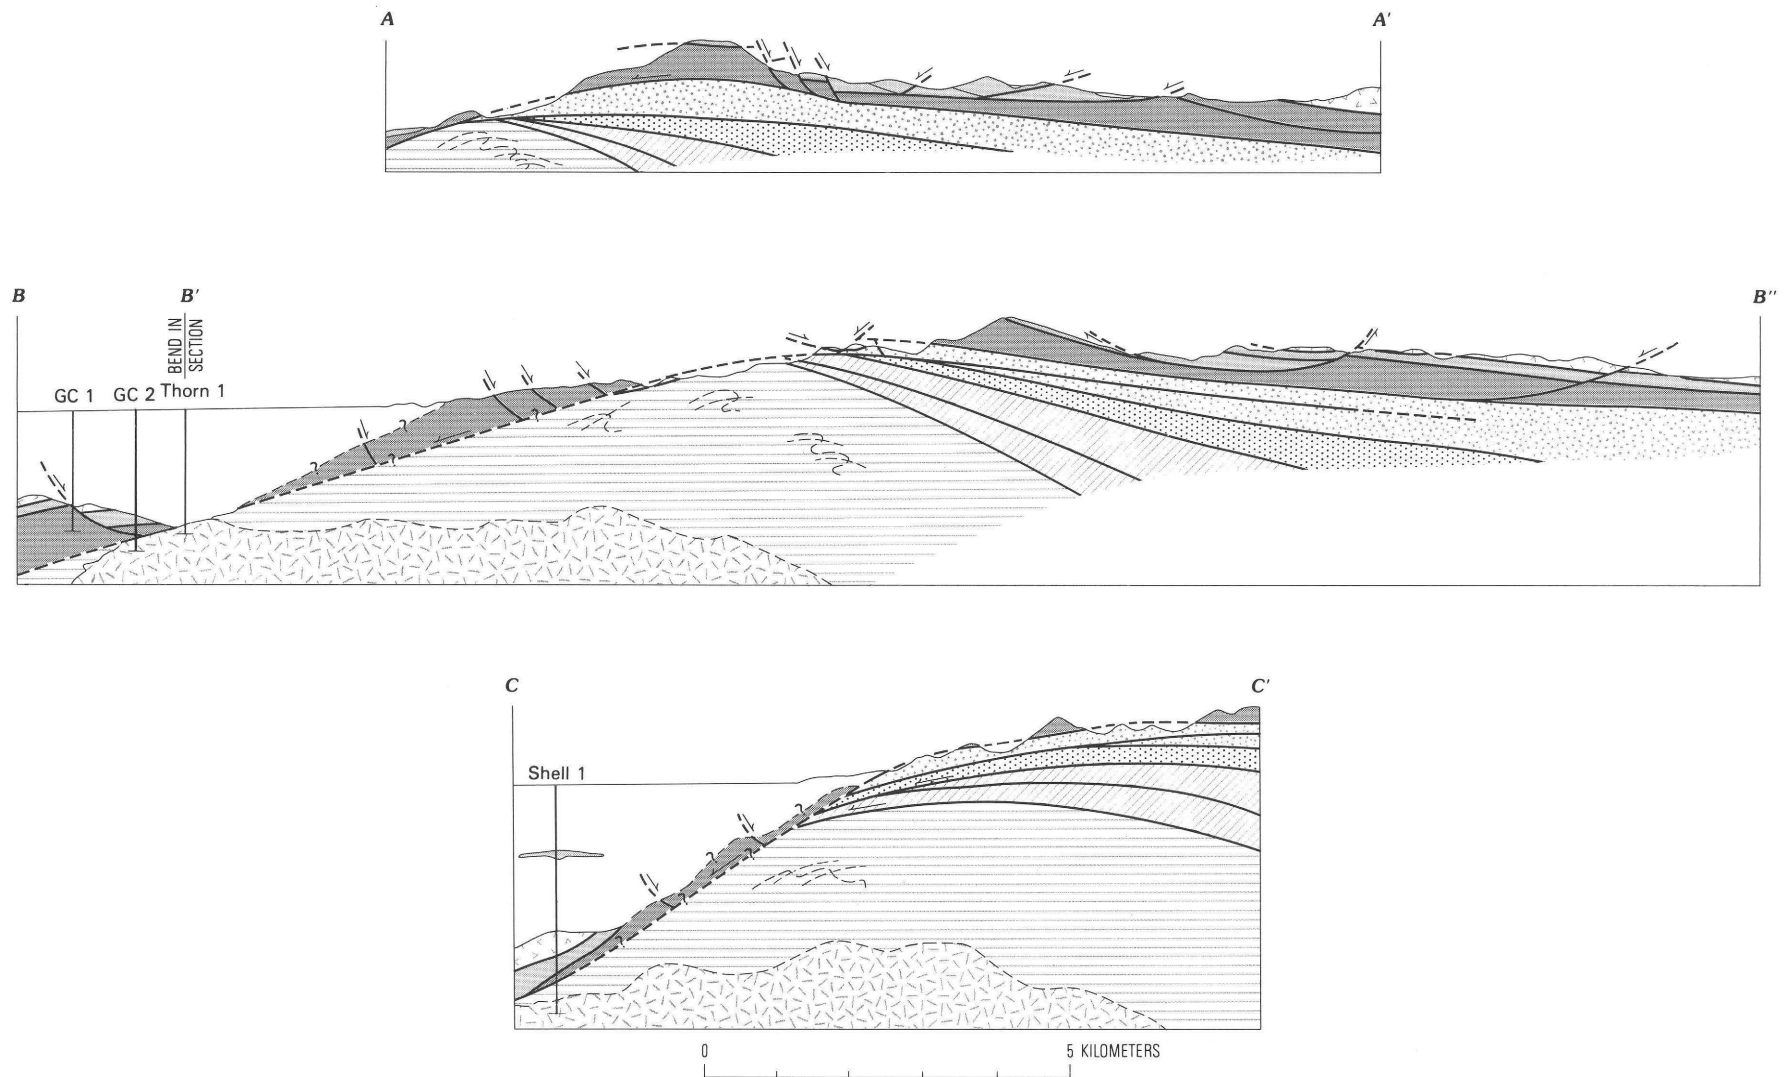 A A'
B B' B"
BEND IN
SECTION
GC 1 GC 2 Thorn 1
C C'
Shell 1
0 5 KILOMETERS